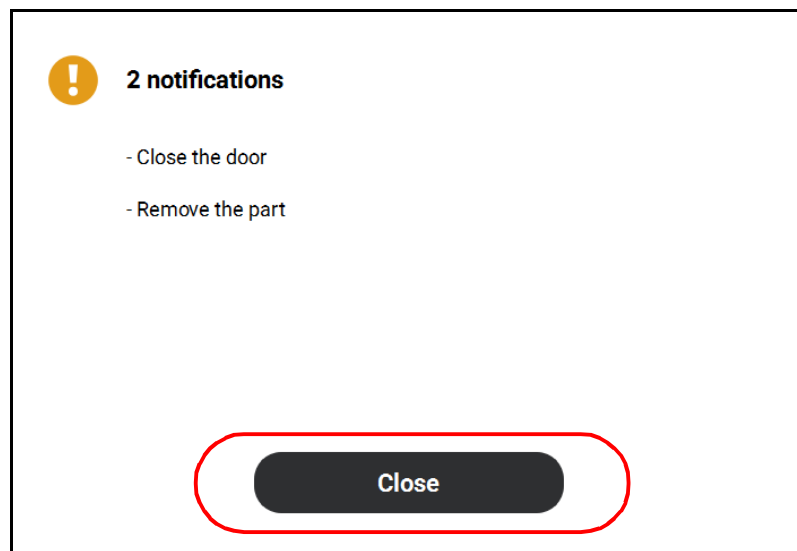 2 notifications
- Close the door
- Remove the part
Close